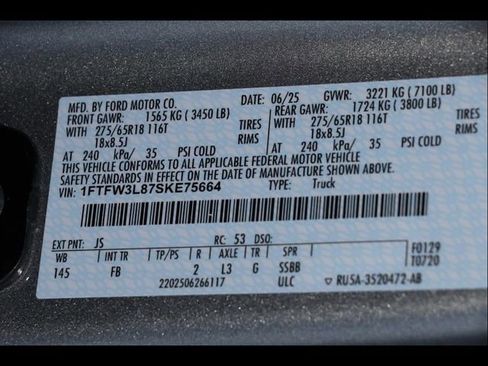 MFD. BY FORD MOTOR CO. DATE: 06/25 GVWR: 3221 KG ( 7100 LB)
FRONT GAWR: 1565 KG ( 3450 LB) REAR GAWR: 1724 KG ( 3800 LB)
WITH 275/65R18 116T TIRES WITH 275/65R18 116T TIRES
18x8.5J RIMS 18x8.5J RIMS
AT 240 kPa/ 35 PSI COLD AT 240 kPa/ 35 PSI COLD
THIS VEHICLE CONFORMS TO ALL APPLICABLE FEDERAL MOTOR VEHICLE
SAFETY STANDARDS IN EFFECT ON THE DATE OF MANUFACTURE SHOWN ABOVE.
VIN: 1FTFW3L87SKE75664 TYPE: Truck
EXT PNT: JS RC: 53 DSO: F0129
WB INT TR TP/PS R AXLE TR SPR T0720
145 FB 2 L3 G SSBB
2202506266117 ULC ▽ RU5A-3520472-AB